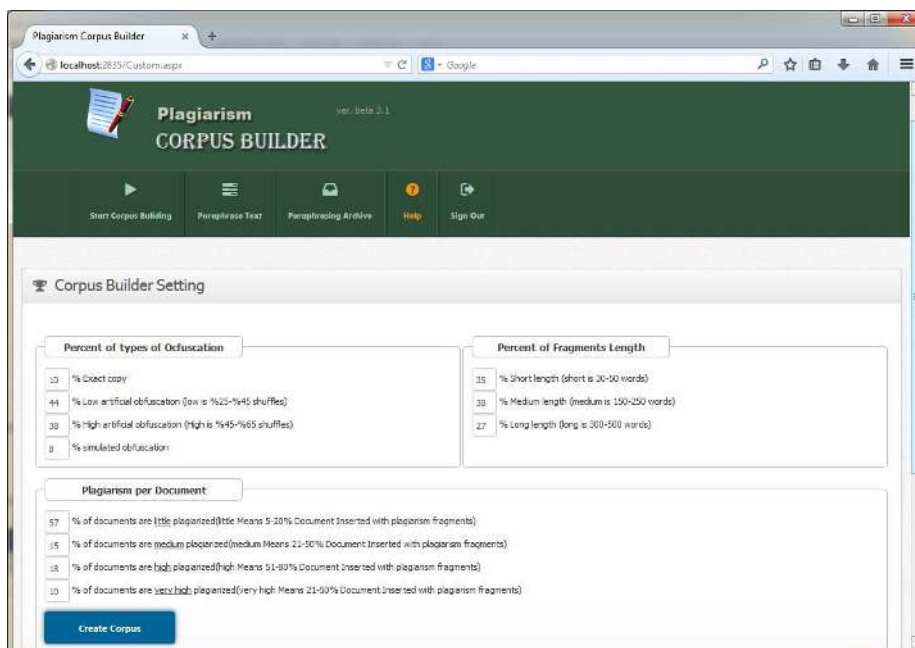 Plagiarism Corpus Builder
localhost:2835/Custom.aspx
Google
Plagiarism
ver. beta 3.1
CORPUS BUILDER
Start Corpus Building
Paraphrase Text
Paraphrasing Archive
Help
Sign Out
Corpus Builder Setting
Percent of types of Ocfuscation
10 % Exact copy
44 % Low artificial obfuscation (low is %25-%45 shuffles)
38 % High artificial obfuscation (High is %45-%65 shuffles)
8 % simulated obfuscation
Percent of Fragments Length
35 % Short length (short is 30-50 words)
38 % Medium length (medium is 150-250 words)
27 % Long length (long is 300-500 words)
Plagiarism per Document
57 % of documents are little plagiarized(little Means 5-20% Document Inserted with plagiarism fragments)
15 % of documents are medium plagiarized(medium Means 21-50% Document Inserted with plagiarism fragments)
18 % of documents are high plagiarized(high Means 51-80% Document Inserted with plagiarism fragments)
10 % of documents are very high plagiarized(very high Means 21-50% Document Inserted with plagiarism fragments)
Create Corpus